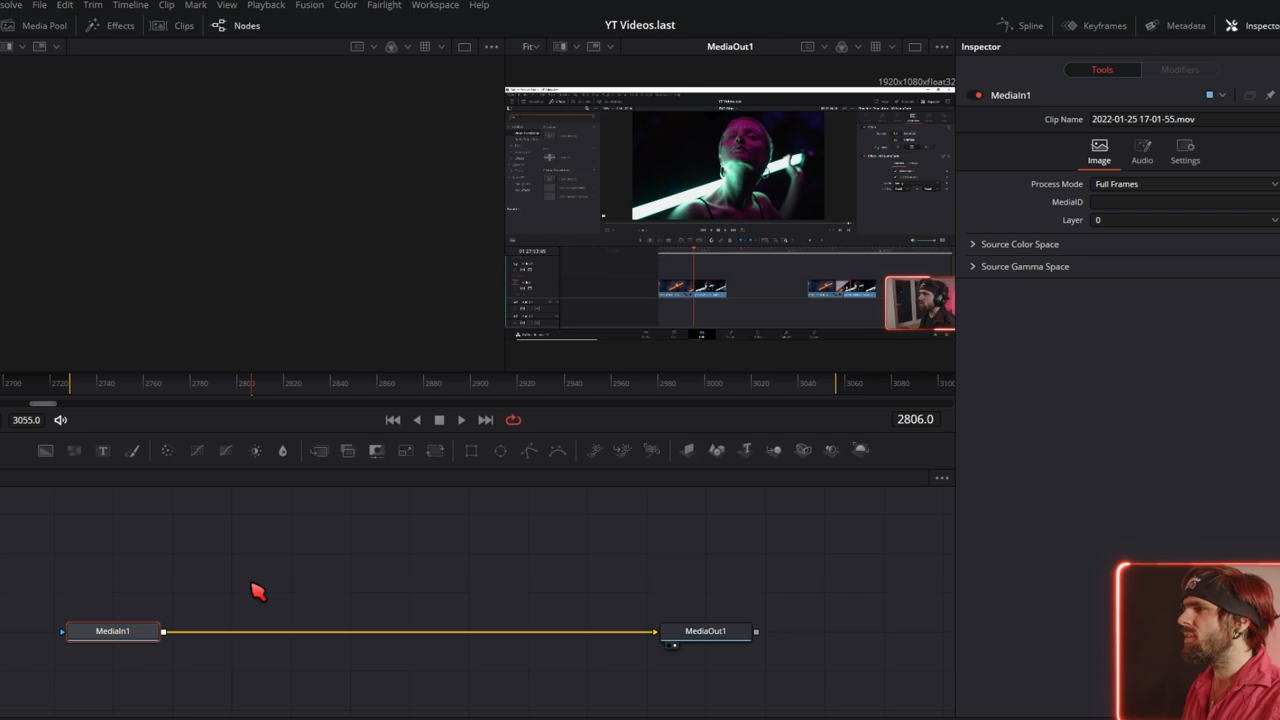 solve File Edit Trim Timeline Clip Mark View Playback Fusion Color Fairlight Workspace Help
Media Pool Effects Clips Nodes YT Videos.last Spline Keyframes Metadata Inspecto
Fit MediaOut1 Inspector
Tools Modifiers
1920x1080xfloat32
MediaIn1
Clip Name 2022-01-25 17-01-55.mov
Image Audio Settings
Process Mode Full Frames
MediaID
Layer 0
Source Color Space
Source Gamma Space
2700 2720 2740 2760 2780 2800 2820 2840 2860 2880 2900 2920 2940 2960 2980 3000 3020 3040 3060 3080 3100
3055.0 2806.0
MediaIn1 MediaOut1